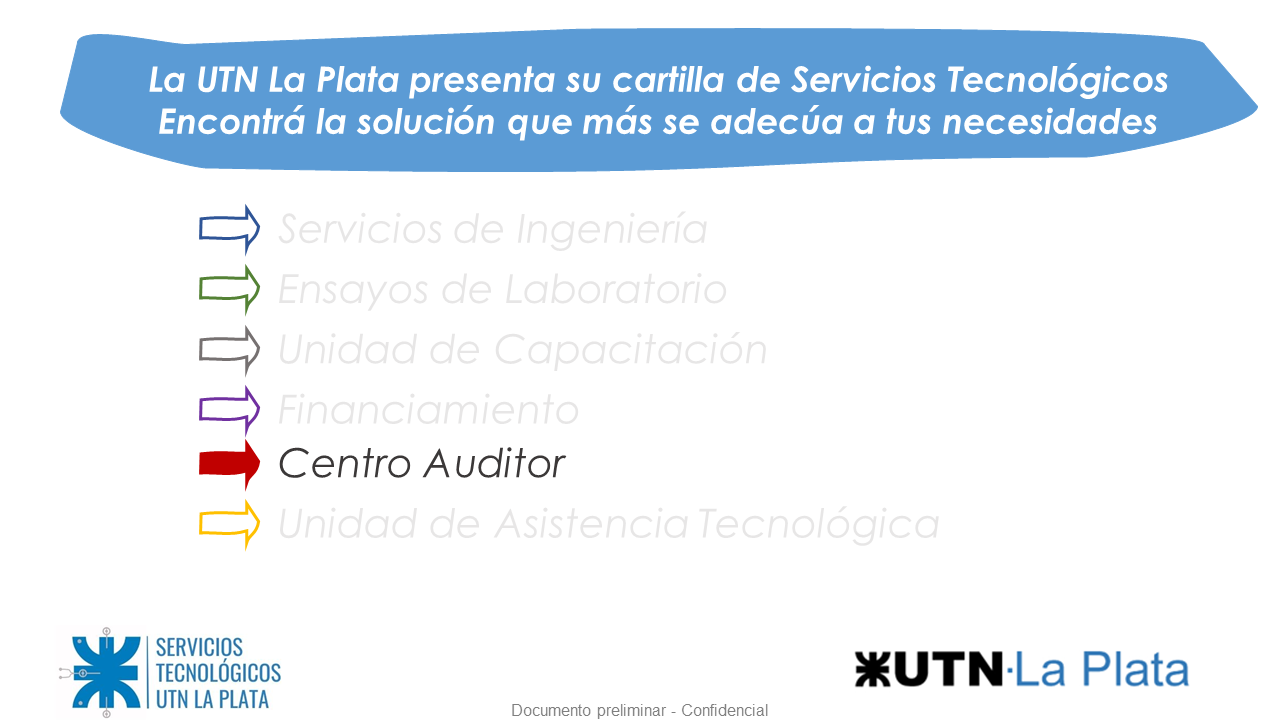 La UTN La Plata presenta su cartilla de Servicios Tecnológicos
Encontrá la solución que más se adecúa a tus necesidades
Servicios de Ingeniería
Ensayos de Laboratorio
Unidad de Capacitación
Financiamiento
Centro Auditor
Unidad de Asistencia Tecnológica
SERVICIOS
TECNOLÓGICOS
UTN LA PLATA
UTN·La Plata
Documento preliminar - Confidencial